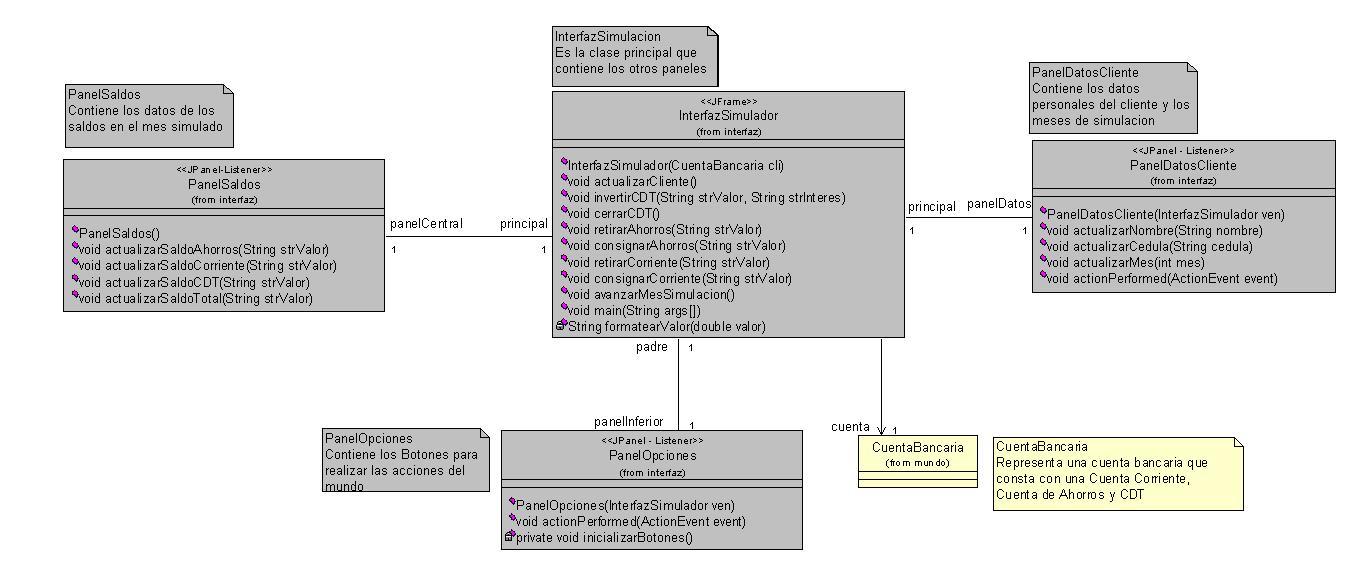 InterfazSimulacion
Es la clase principal que
contiene los otros paneles
PanelSaldos
Contiene los datos de los
saldos en el mes simulado
PanelDatosCliente
Contiene los datos
personales del cliente y los
meses de simulacion
<<JPanel-Listener>>
PanelSaldos
(from interfaz)
PanelSaldos()
void actualizarSaldoAhorros(String strValor)
void actualizarSaldoCorriente(String strValor)
void actualizarSaldoCDT(String strValor)
void actualizarSaldoTotal(String strValor)
panelCentral
principal
1
1
<<JFrame>>
InterfazSimulador
(from interfaz)
InterfazSimulador(CuentaBancaria cli)
void actualizarCliente()
void invertirCDT(String strValor, String strInteres)
void cerrarCDT()
void retirarAhorros(String strValor)
void consignarAhorros(String strValor)
void retirarCorriente(String strValor)
void consignarCorriente(String strValor)
void avanzarMesSimulacion()
void main(String args[])
String formatearValor(double valor)
principal
panelDatos
1
1
<<JPanel - Listener>>
PanelDatosCliente
(from interfaz)
PanelDatosCliente(InterfazSimulador ven)
void actualizarNombre(String nombre)
void actualizarCedula(String cedula)
void actualizarMes(int mes)
void actionPerformed(ActionEvent event)
padre
1
panelInferior
1
cuenta
1
PanelOpciones
Contiene los Botones para
realizar las acciones del
mundo
<<JPanel - Listener>>
PanelOpciones
(from interfaz)
PanelOpciones(InterfazSimulador ven)
void actionPerformed(ActionEvent event)
private void inicializarBotones()
CuentaBancaria
(from mundo)
CuentaBancaria
Representa una cuenta bancaria que
consta con una Cuenta Corriente,
Cuenta de Ahorros y CDT